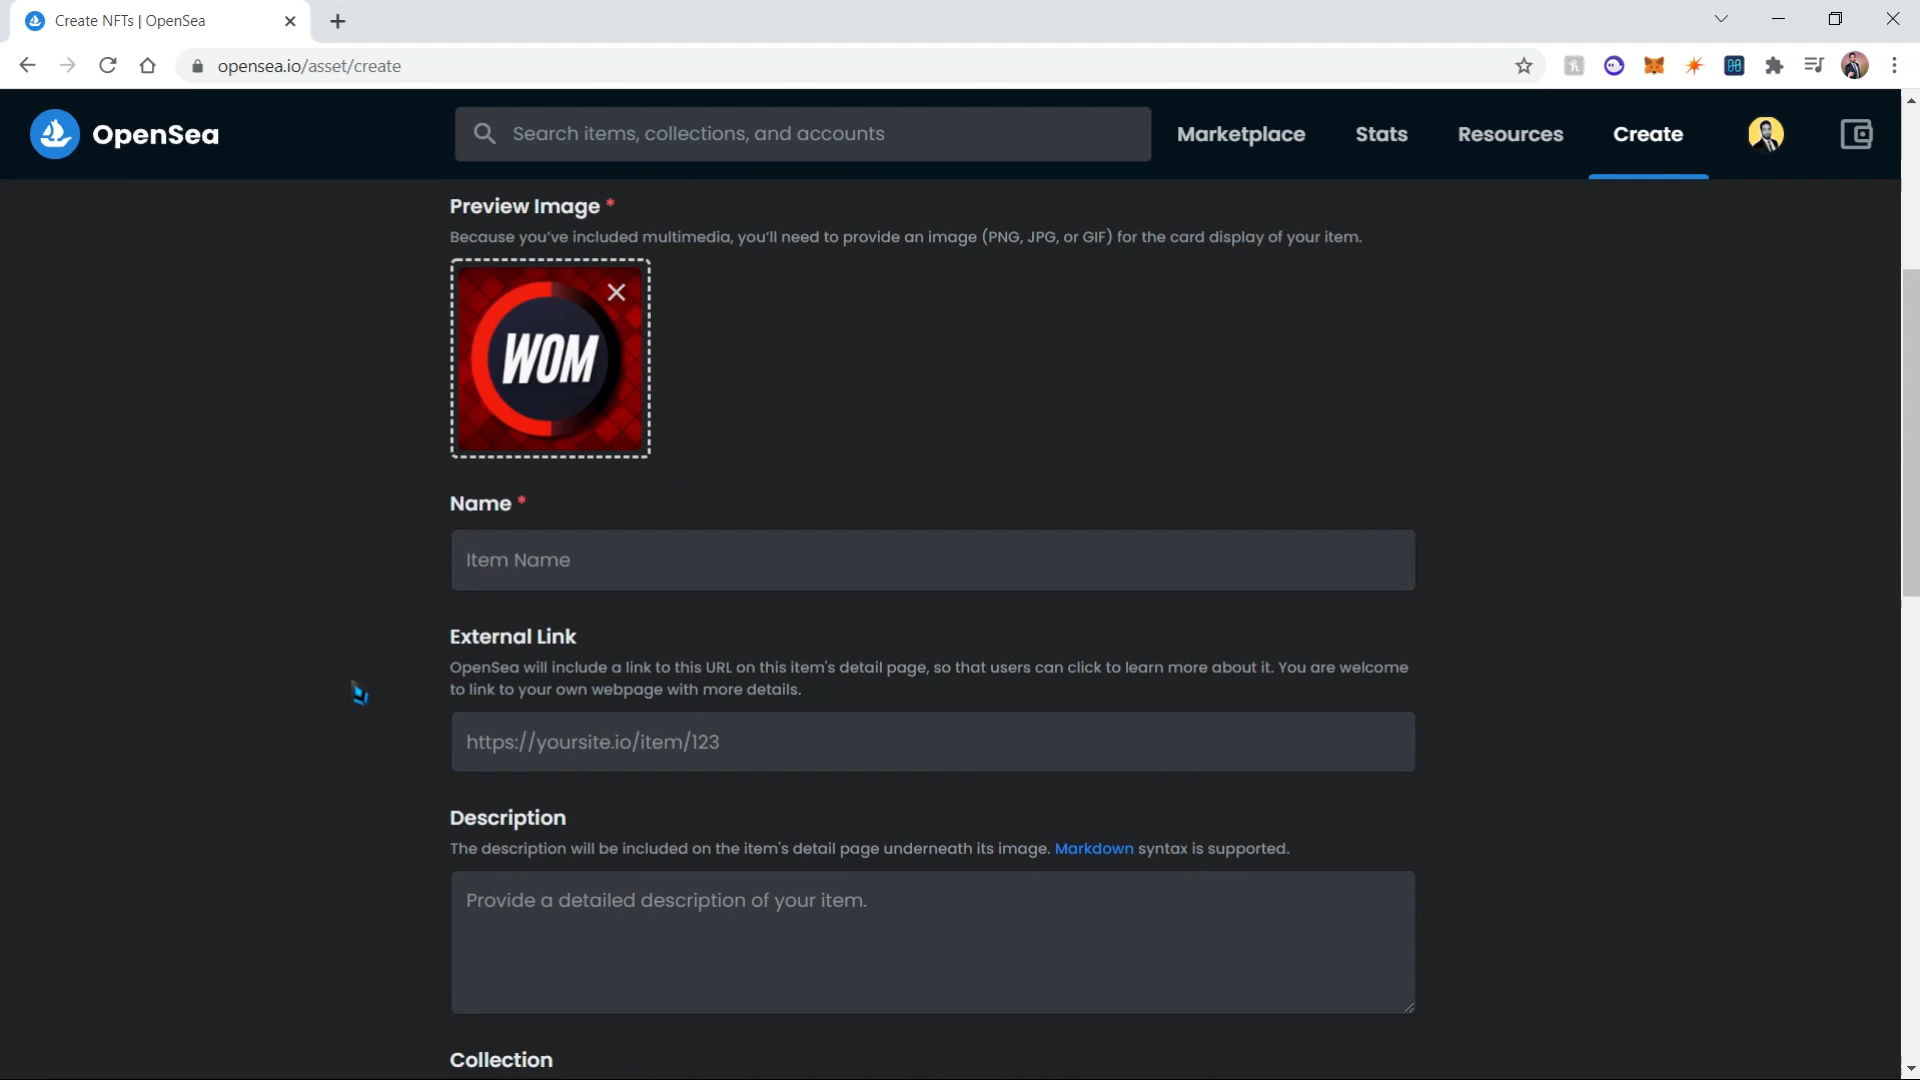 Create NFTs | OpenSea
opensea.io/asset/create
OpenSea
Search items, collections, and accounts
Marketplace
Stats
Resources
Create
Preview Image *
Because you've included multimedia, you'll need to provide an image (PNG, JPG, or GIF) for the card display of your item.
WOM
Name *
Item Name
External Link
OpenSea will include a link to this URL on this item's detail page, so that users can click to learn more about it. You are welcome
to link to your own webpage with more details.
https://yoursite.io/item/123
Description
The description will be included on the item's detail page underneath its image. Markdown syntax is supported.
Provide a detailed description of your item.
Collection